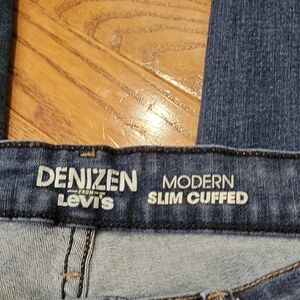 DENIZEN
FROM
Levi's
MODERN
SLIM CUFFED